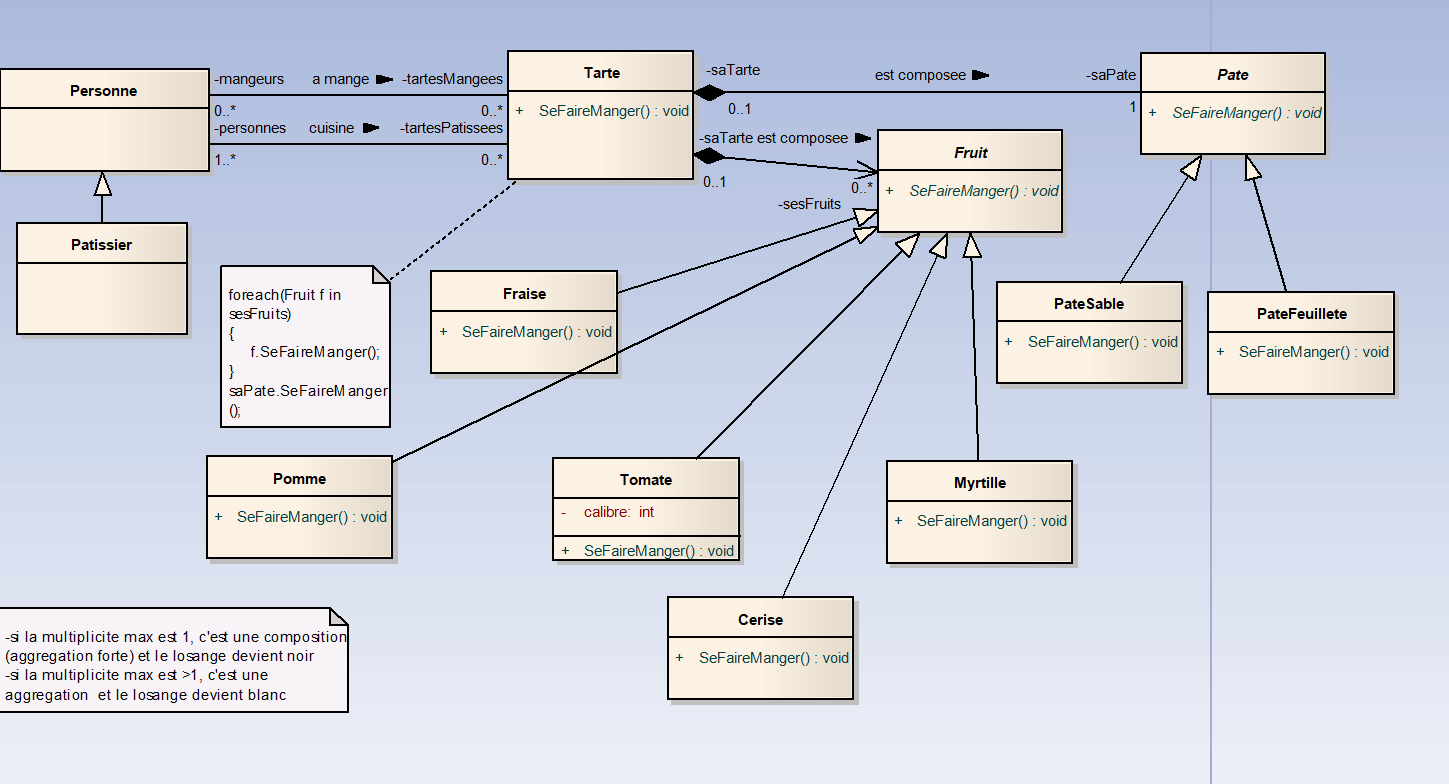 Personne
-mangeurs a mange -tartesMangees
0..* 0..*
-personnes cuisine -tartesPatissees
1..* 0..*
Tarte
+ SeFaireManger() : void
-saTarte est composee -saPate
0..1 1
Pate
+ SeFaireManger() : void
-saTarte est composee
0..1 0..*
-sesFruits
Fruit
+ SeFaireManger() : void
Patissier
foreach(Fruit f in
sesFruits)
{
f.SeFaireManger();
}
saPate.SeFaireManger
();
Fraise
+ SeFaireManger() : void
PateSable
+ SeFaireManger() : void
PateFeuillete
+ SeFaireManger() : void
Pomme
+ SeFaireManger() : void
Tomate
- calibre: int
+ SeFaireManger() : void
Myrtille
+ SeFaireManger() : void
Cerise
+ SeFaireManger() : void
-si la multiplicite max est 1, c'est une composition
(aggregation forte) et le losange devient noir
-si la multiplicite max est >1, c'est une
aggregation et le losange devient blanc